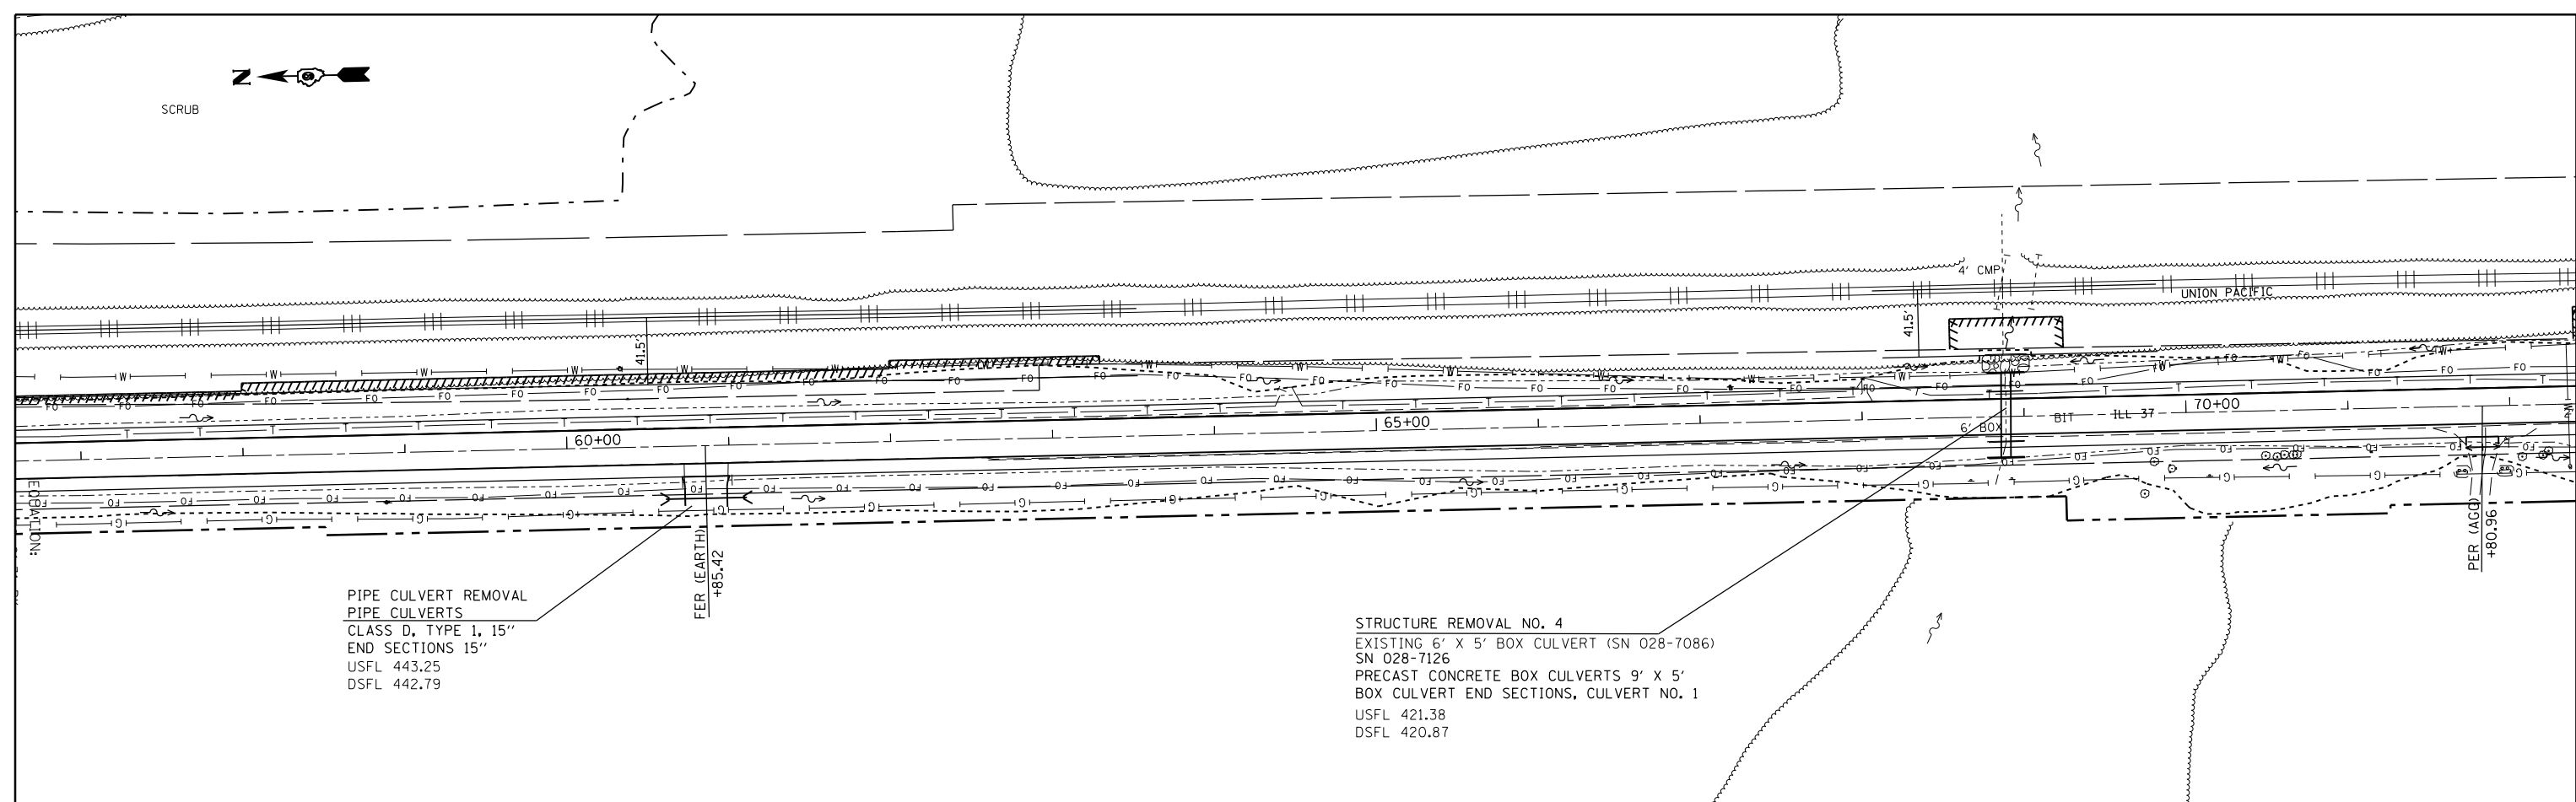 N
SCRUB
4' CMP
UNION PACIFIC
41.5'
41.5'
60+00
65+00
70+00
6' BOX
BIT
ILL 37
EQUATION:
FER (EARTH)
+85.42
PER (AGG)
+80.96
PIPE CULVERT REMOVAL
PIPE CULVERTS
CLASS D, TYPE 1, 15"
END SECTIONS 15"
USFL 443.25
DSFL 442.79
STRUCTURE REMOVAL NO. 4
EXISTING 6' X 5' BOX CULVERT (SN 028-7086)
SN 028-7126
PRECAST CONCRETE BOX CULVERTS 9' X 5'
BOX CULVERT END SECTIONS, CULVERT NO. 1
USFL 421.38
DSFL 420.87